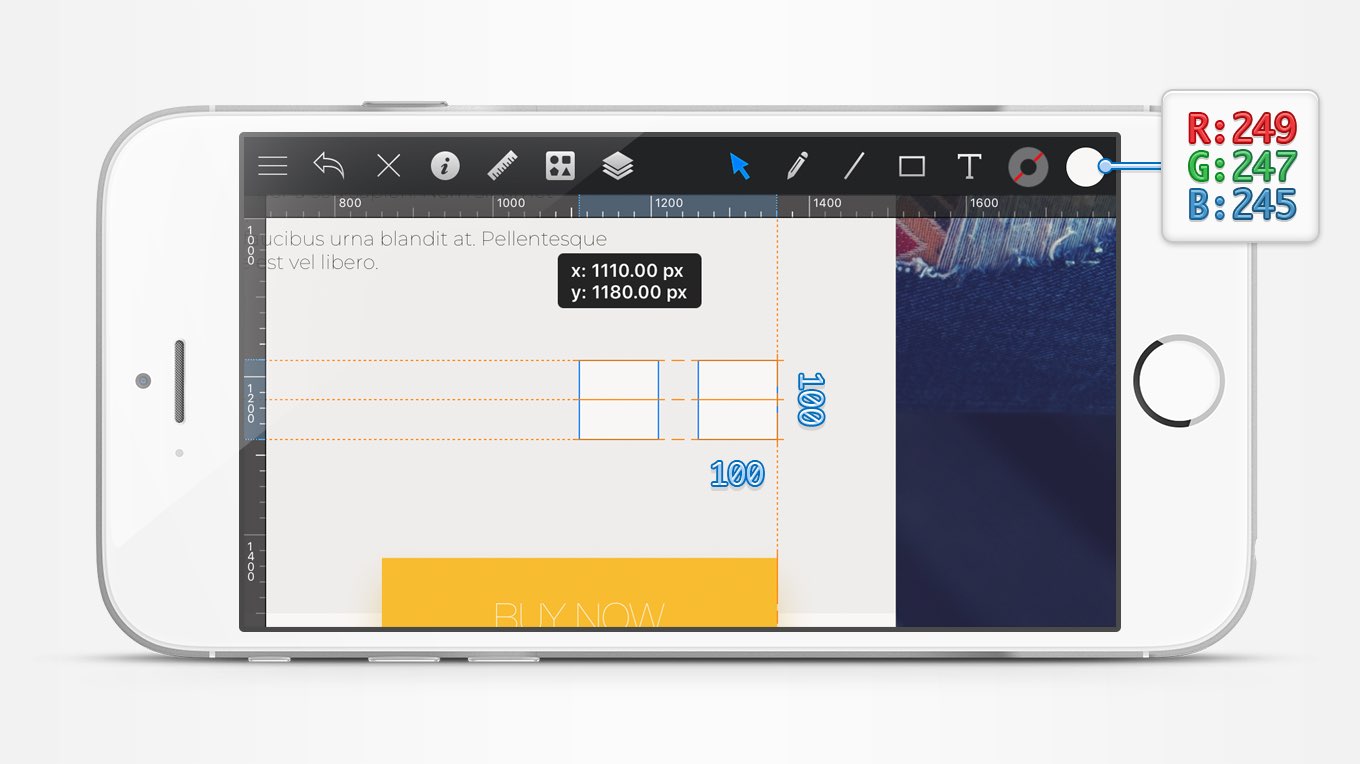 R:249
G:247
B:245
i
T
800 1000 1200 1400 1600
ucibus urna blandit at. Pellentesque
est vel libero.
x: 1110.00 px
y: 1180.00 px
1000
1200
1400
100
100
BUY NOW